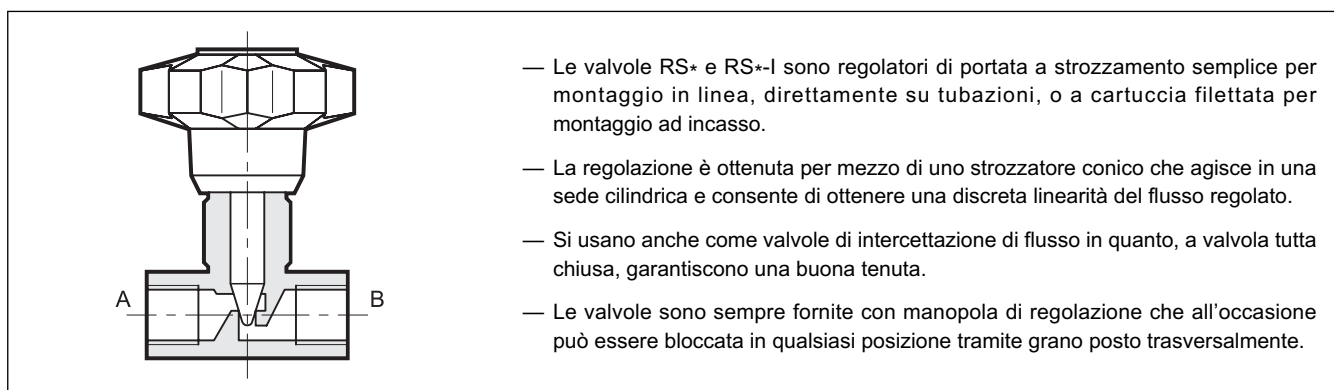 — Le valvole RS* e RS*-I sono regolatori di portata a strozzamento semplice per
montaggio in linea, direttamente su tubazioni, o a cartuccia filettata per
montaggio ad incasso.
— La regolazione è ottenuta per mezzo di uno strozzatore conico che agisce in una
sede cilindrica e consente di ottenere una discreta linearità del flusso regolato.
— Si usano anche come valvole di intercettazione di flusso in quanto, a valvola tutta
chiusa, garantiscono una buona tenuta.
— Le valvole sono sempre fornite con manopola di regolazione che all’occasione
può essere bloccata in qualsiasi posizione tramite grano posto trasversalmente.
A
B